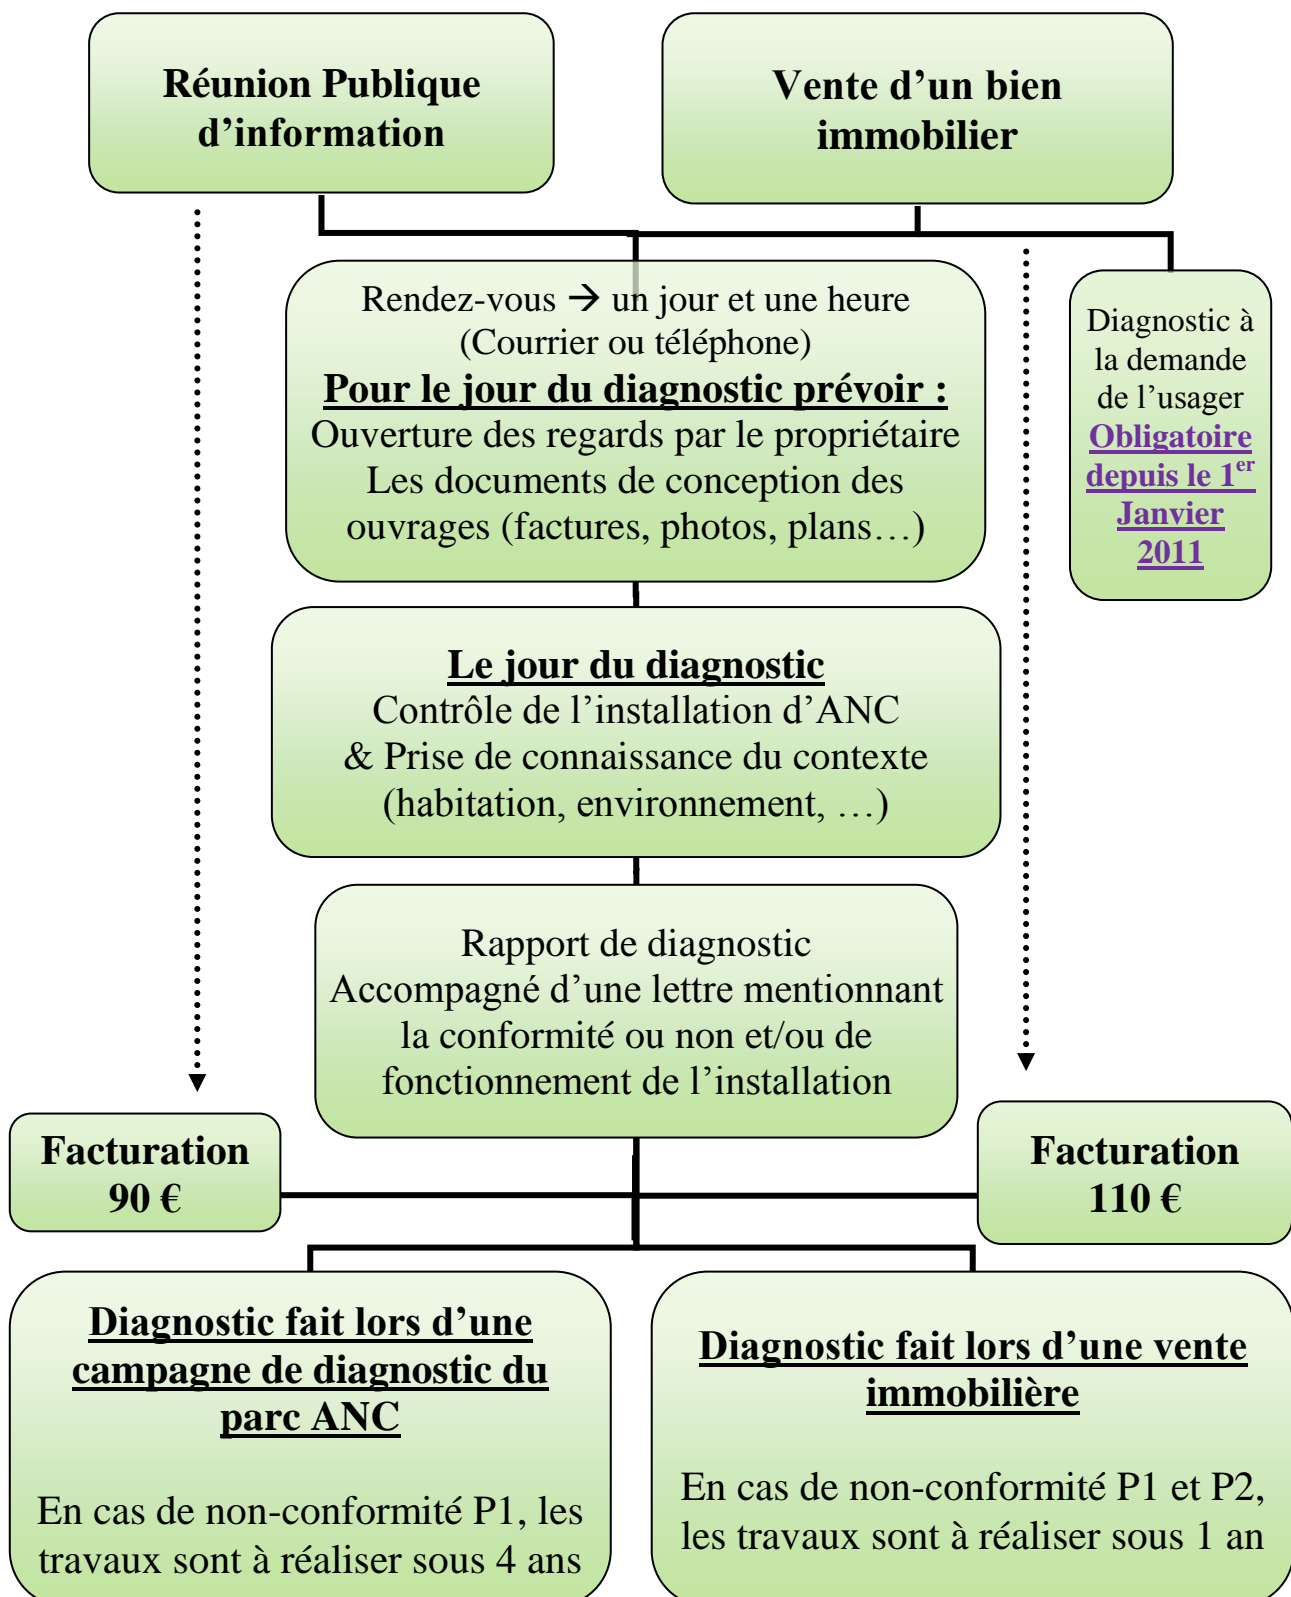 Réunion Publique
d’information
Vente d’un bien
immobilier
Rendez-vous → un jour et une heure
(Courrier ou téléphone)
Pour le jour du diagnostic prévoir :
Ouverture des regards par le propriétaire
Les documents de conception des
ouvrages (factures, photos, plans…)
Diagnostic à
la demande
de l’usager
Obligatoire
depuis le 1er
Janvier
2011
Le jour du diagnostic
Contrôle de l’installation d’ANC
& Prise de connaissance du contexte
(habitation, environnement, …)
Rapport de diagnostic
Accompagné d’une lettre mentionnant
la conformité ou non et/ou de
fonctionnement de l’installation
Facturation
90 €
Facturation
110 €
Diagnostic fait lors d’une
campagne de diagnostic du
parc ANC
En cas de non-conformité P1, les
travaux sont à réaliser sous 4 ans
Diagnostic fait lors d’une vente
immobilière
En cas de non-conformité P1 et P2,
les travaux sont à réaliser sous 1 an